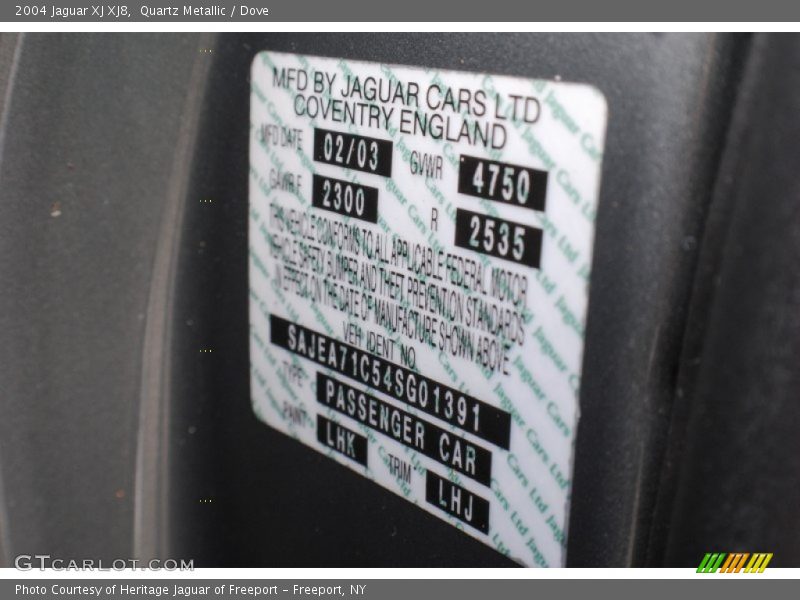 2004 Jaguar XJ XJ8, Quartz Metallic / Dove
MFD BY JAGUAR CARS LTD
COVENTRY ENGLAND
MFD DATE 02/03 GVWR 4750
GAWR F 2300 R 2535
THIS VEHICLE CONFORMS TO ALL APPLICABLE FEDERAL MOTOR
VEHICLE SAFETY, BUMPER AND THEFT PREVENTION STANDARDS
IN EFFECT ON THE DATE OF MANUFACTURE SHOWN ABOVE
VEH IDENT NO.
SAJEA71C54SG01391
TYPE PASSENGER CAR
PAINT LHK TRIM LHJ
GTCARLOT.COM
Photo Courtesy of Heritage Jaguar of Freeport - Freeport, NY